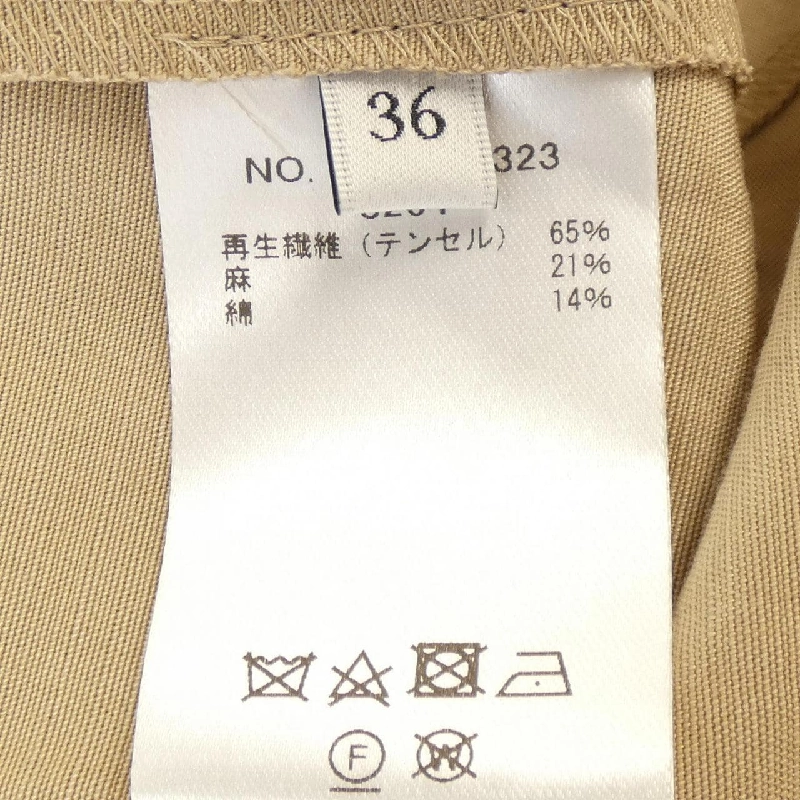 36
NO. 323
再生繊維（テンセル） 65%
麻 21%
綿 14%
F
W